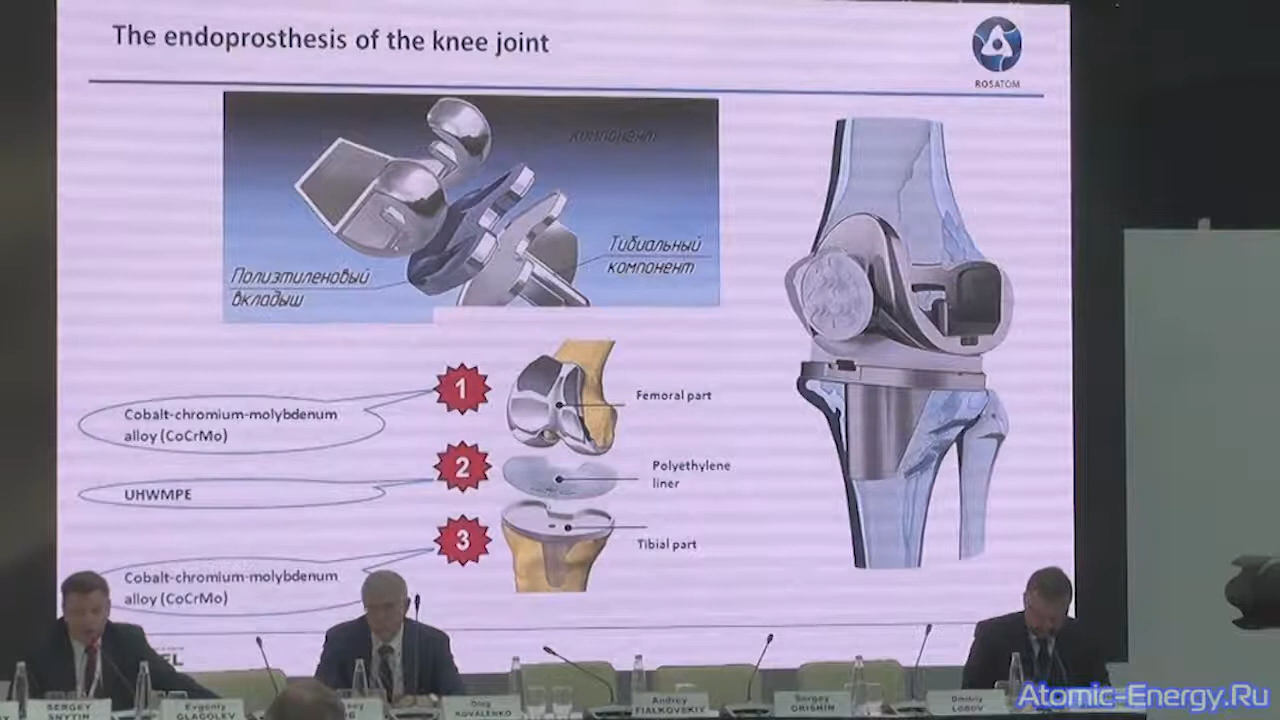 The endoprosthesis of the knee joint
ROSATOM
компонент
Тибиальный
компонент
Полиэтиленовый
вкладыш
1
Cobalt-chromium-molybdenum
alloy (CoCrMo)
Femoral part
2
UHWMPE
Polyethylene
liner
3
Cobalt-chromium-molybdenum
alloy (CoCrMo)
Tibial part
SERGEY
SNYTIN
Evgeniy
GLAGOLEV
Oleg
KOVALENKO
Andrey
FIALKOVSKIY
Sergey
GRISHIN
Dmitriy
LOBOV
Atomic-Energy.Ru